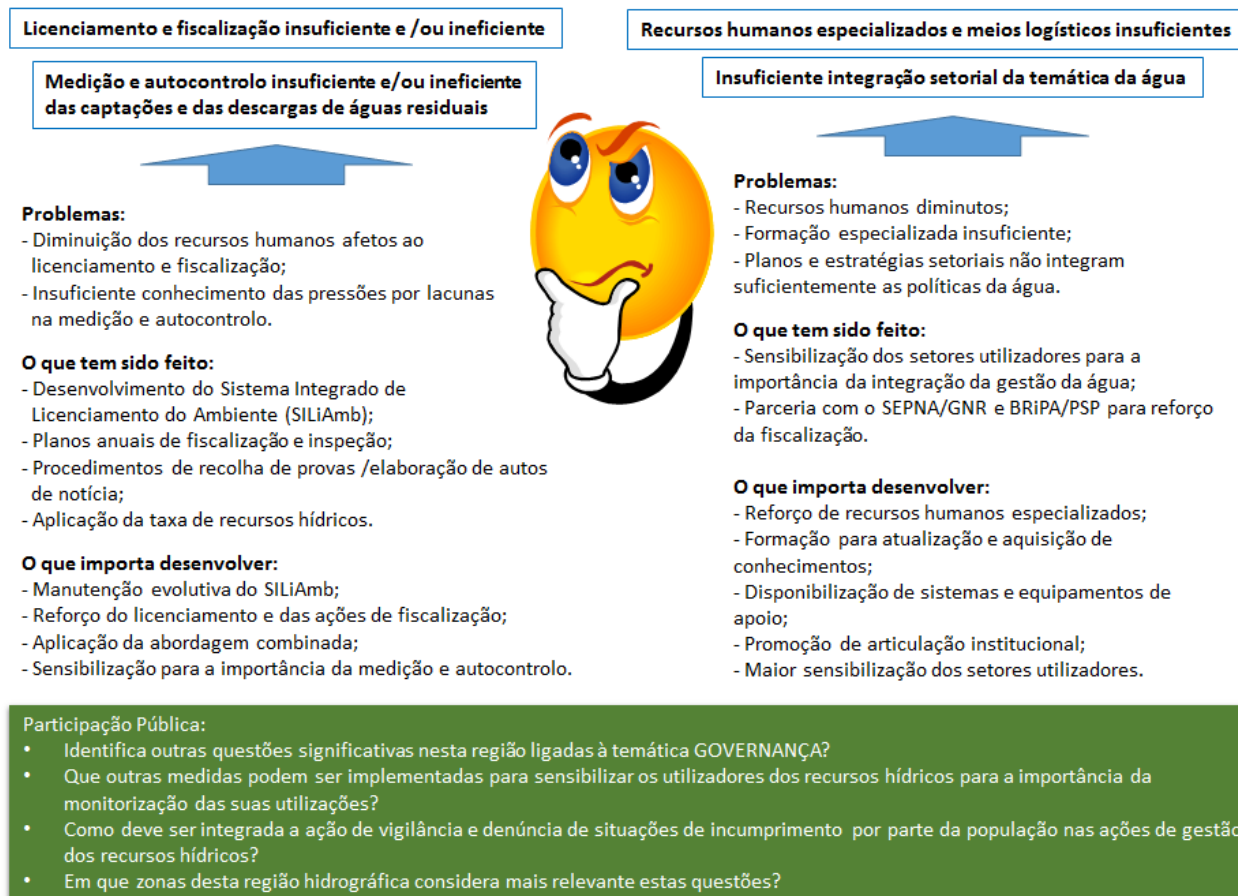 Licenciamento e fiscalização insuficiente e /ou ineficiente
Medição e autocontrolo insuficiente e/ou ineficiente
das captações e das descargas de águas residuais
Problemas:
- Diminuição dos recursos humanos afetos ao
licenciamento e fiscalização;
- Insuficiente conhecimento das pressões por lacunas
na medição e autocontrolo.
O que tem sido feito:
- Desenvolvimento do Sistema Integrado de
Licenciamento do Ambiente (SILiAmb);
- Planos anuais de fiscalização e inspeção;
- Procedimentos de recolha de provas /elaboração de autos
de notícia;
- Aplicação da taxa de recursos hídricos.
O que importa desenvolver:
- Manutenção evolutiva do SILiAmb;
- Reforço do licenciamento e das ações de fiscalização;
- Aplicação da abordagem combinada;
- Sensibilização para a importância da medição e autocontrolo.
Recursos humanos especializados e meios logísticos insuficientes
Insuficiente integração setorial da temática da água
Problemas:
- Recursos humanos diminutos;
- Formação especializada insuficiente;
- Planos e estratégias setoriais não integram
suficientemente as políticas da água.
O que tem sido feito:
- Sensibilização dos setores utilizadores para a
importância da integração da gestão da água;
- Parceria com o SEPNA/GNR e BRiPA/PSP para reforço
da fiscalização.
O que importa desenvolver:
- Reforço de recursos humanos especializados;
- Formação para atualização e aquisição de
conhecimentos;
- Disponibilização de sistemas e equipamentos de
apoio;
- Promoção de articulação institucional;
- Maior sensibilização dos setores utilizadores.
Participação Pública:
• Identifica outras questões significativas nesta região ligadas à temática GOVERNANÇA?
• Que outras medidas podem ser implementadas para sensibilizar os utilizadores dos recursos hídricos para a importância da
monitorização das suas utilizações?
• Como deve ser integrada a ação de vigilância e denúncia de situações de incumprimento por parte da população nas ações de gestão
dos recursos hídricos?
• Em que zonas desta região hidrográfica considera mais relevante estas questões?